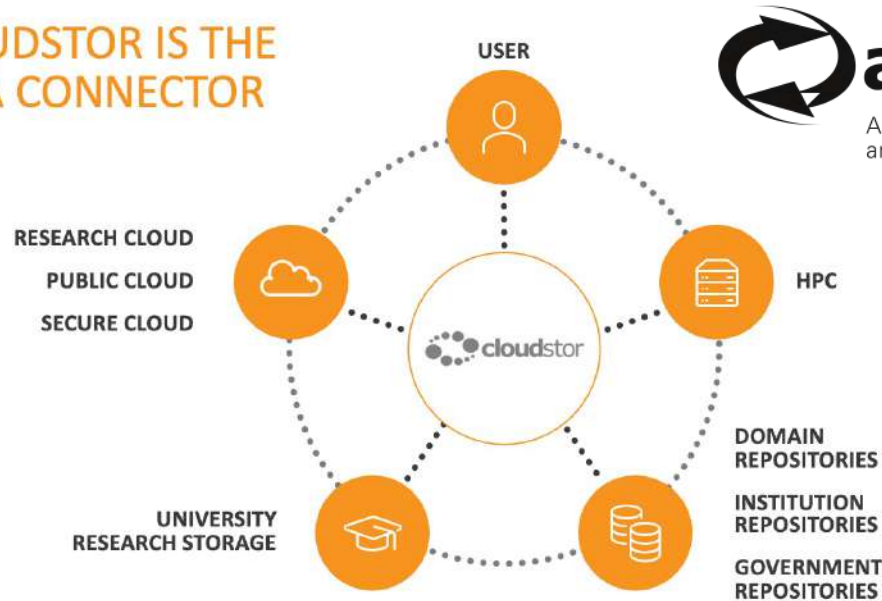 UDSTOR IS THE
A CONNECTOR
USER
a
A
ar
RESEARCH CLOUD
PUBLIC CLOUD
SECURE CLOUD
HPC
cloudstor
DOMAIN
REPOSITORIES
INSTITUTION
REPOSITORIES
GOVERNMENT
REPOSITORIES
UNIVERSITY
RESEARCH STORAGE